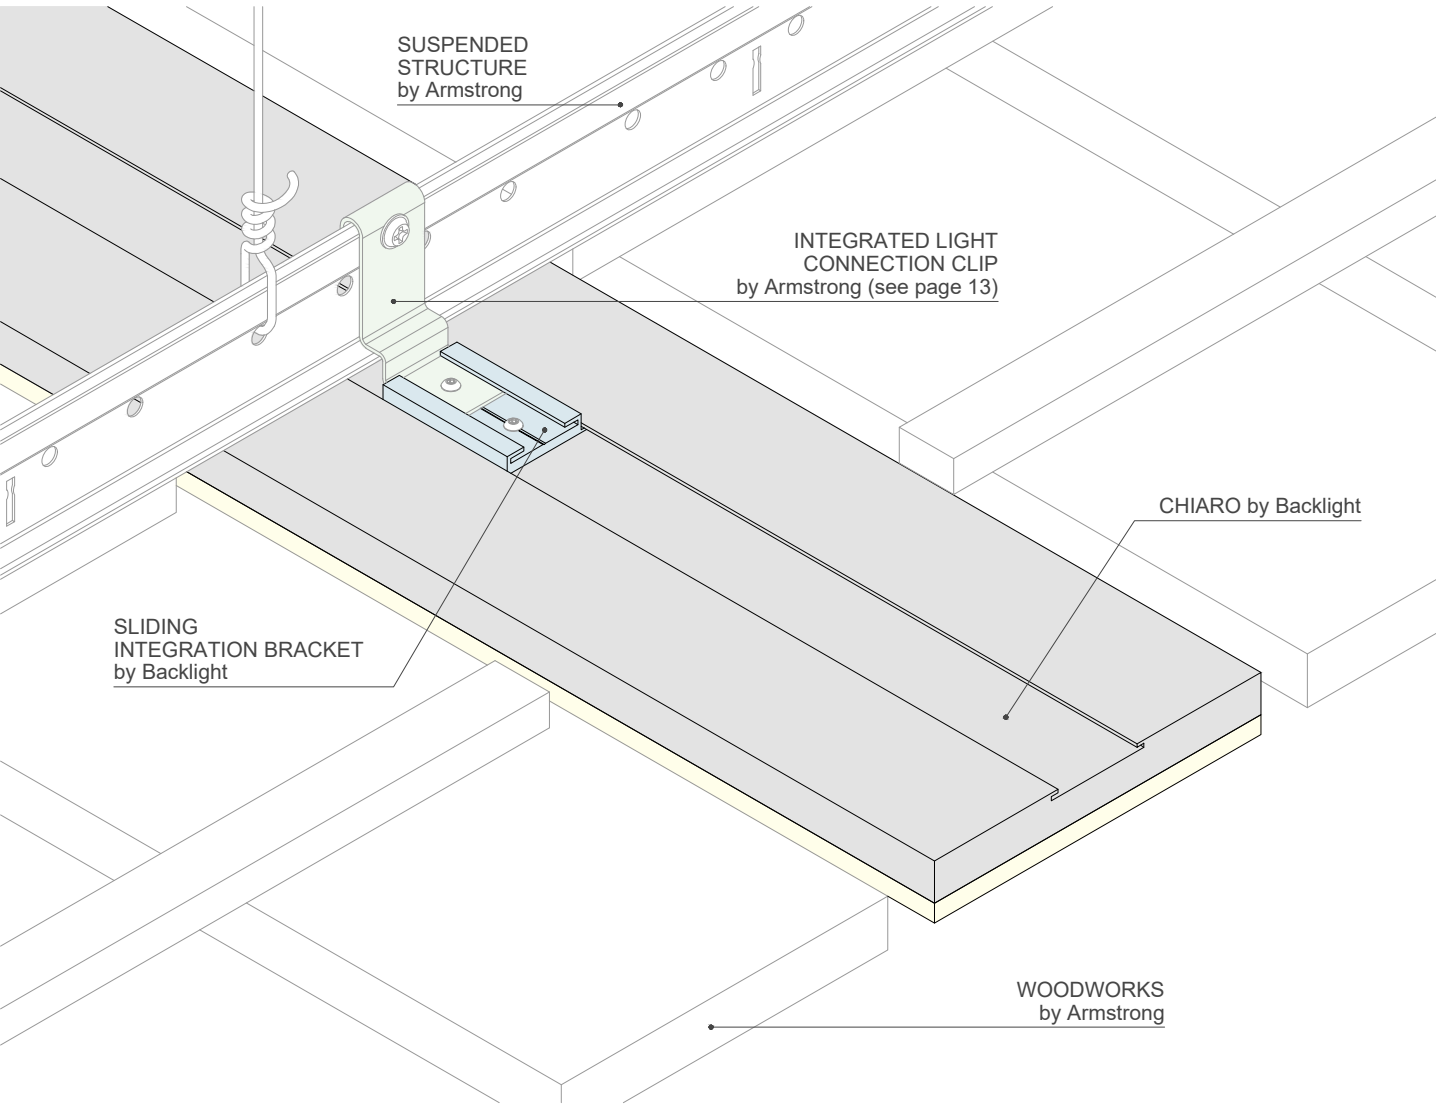 SUSPENDED
STRUCTURE
by Armstrong
INTEGRATED LIGHT
CONNECTION CLIP
by Armstrong (see page 13)
CHIARO by Backlight
SLIDING
INTEGRATION BRACKET
by Backlight
WOODWORKS
by Armstrong